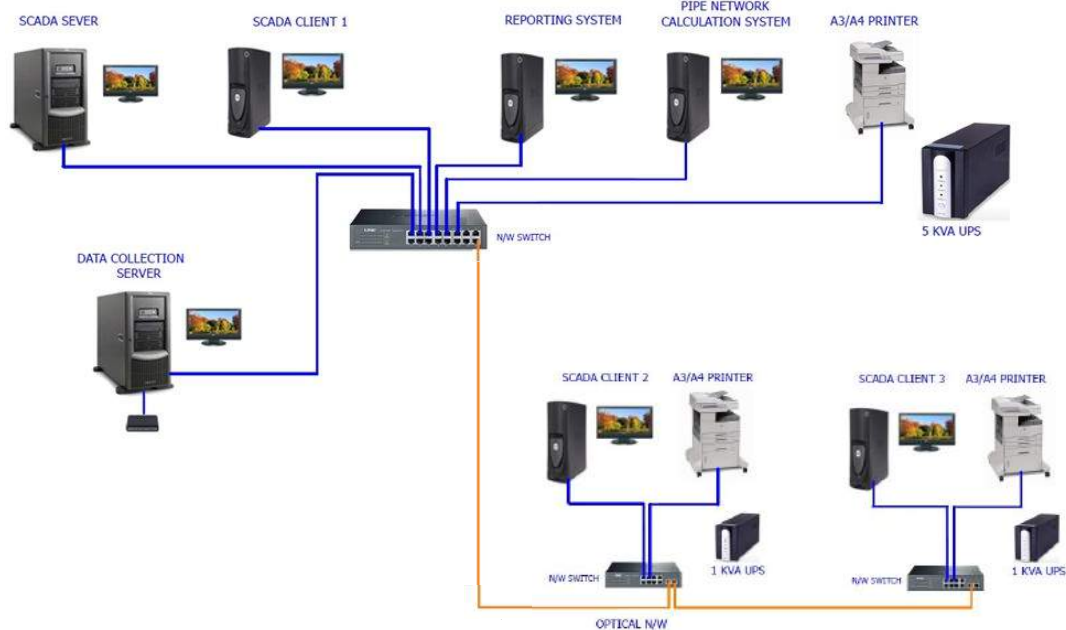 SCADA SEVER
SCADA CLIENT 1
REPORTING SYSTEM
PIPE NETWORK
CALCULATION SYSTEM
A3/A4 PRINTER
5 KVA UPS
N/W SWITCH
DATA COLLECTION
SERVER
SCADA CLIENT 2
A3/A4 PRINTER
SCADA CLIENT 3
A3/A4 PRINTER
N/W SWITCH
1 KVA UPS
N/W SWITCH
1 KVA UPS
OPTICAL N/W